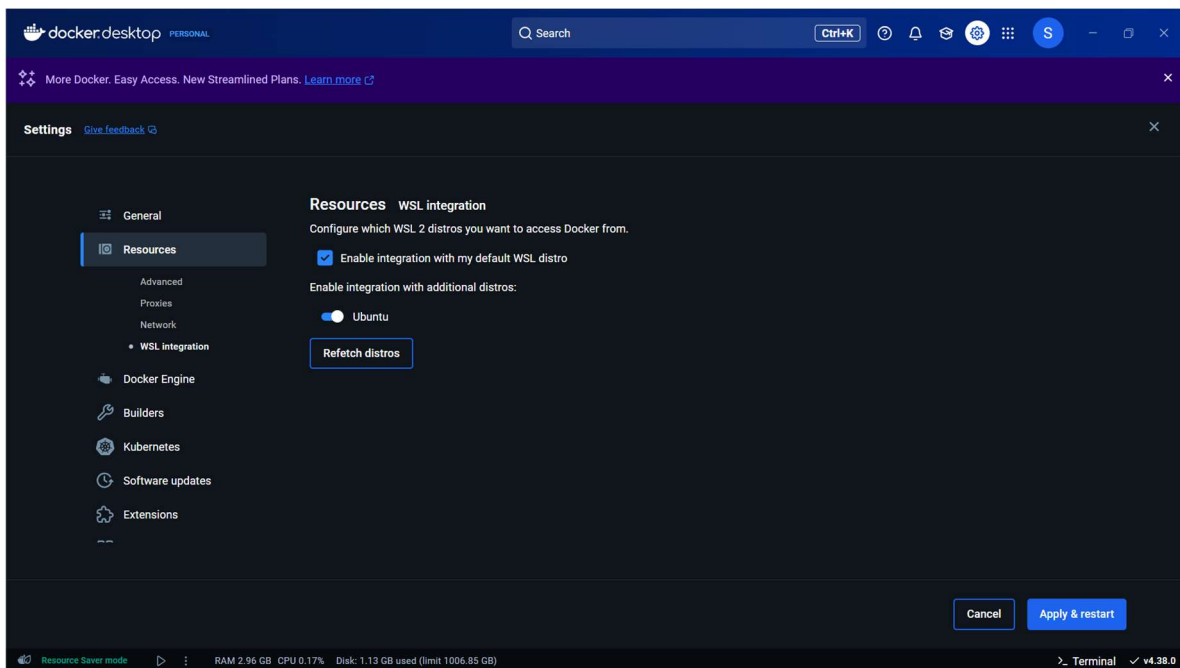 docker.desktop PERSONAL
Search
Ctrl+K
S
More Docker. Easy Access. New Streamlined Plans. Learn more
Settings Give feedback
General
Resources
Advanced
Proxies
Network
WSL integration
Docker Engine
Builders
Kubernetes
Software updates
Extensions
Resources WSL integration
Configure which WSL 2 distros you want to access Docker from.
Enable integration with my default WSL distro
Enable integration with additional distros:
Ubuntu
Refetch distros
Cancel
Apply & restart
Resource Saver mode
RAM 2.96 GB CPU 0.17% Disk: 1.13 GB used (limit 1006.85 GB)
>_ Terminal
v4.38.0